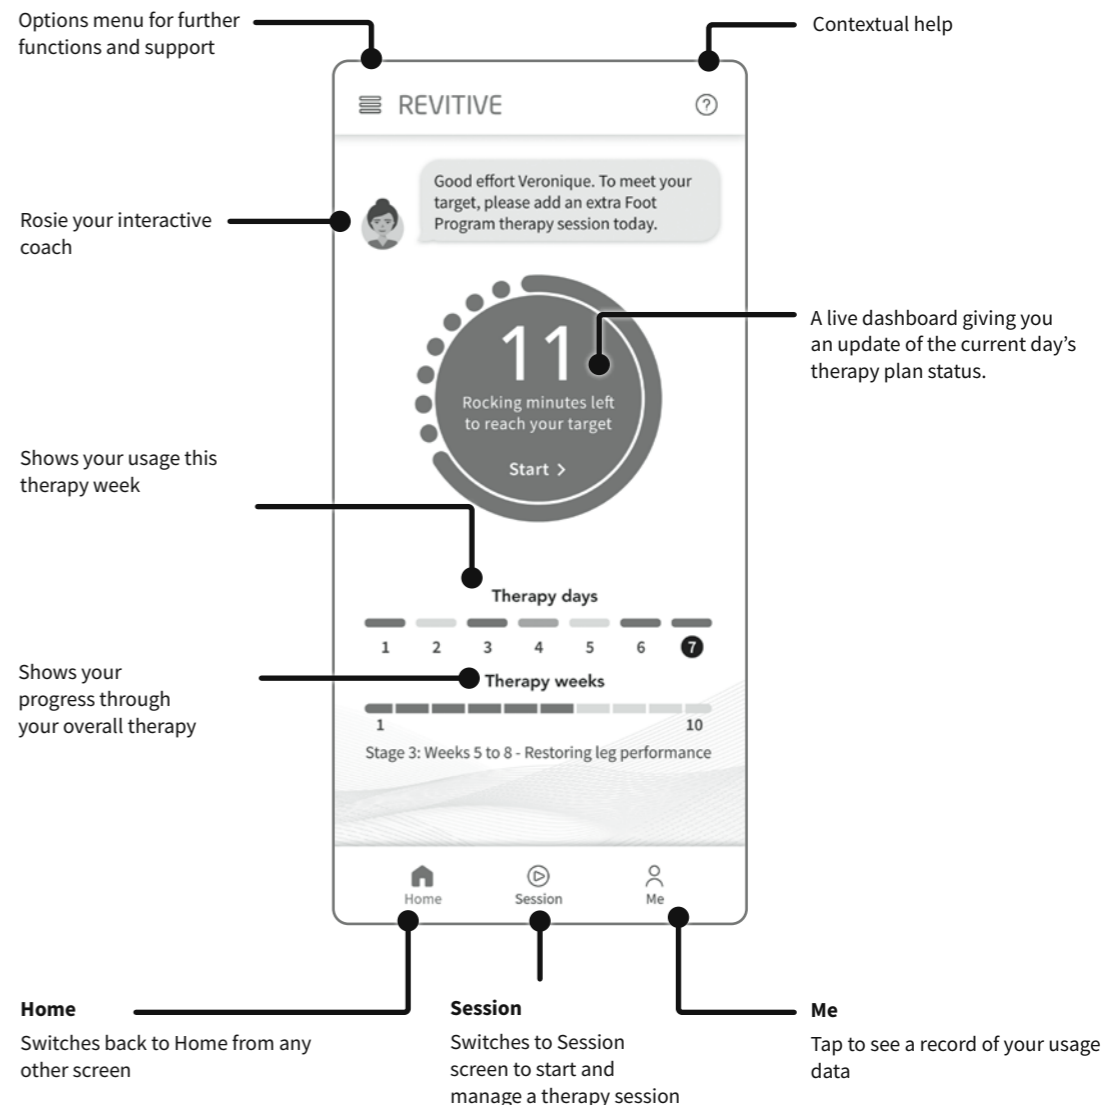 Options menu for further
functions and support
Contextual help
REVITIVE
?
Good effort Veronique. To meet your
target, please add an extra Foot
Program therapy session today.
Rosie your interactive
coach
11
Rocking minutes left
to reach your target
Start >
A live dashboard giving you
an update of the current day’s
therapy plan status.
Shows your usage this
therapy week
Therapy days
1 2 3 4 5 6 7
Shows your
progress through
your overall therapy
Therapy weeks
1 10
Stage 3: Weeks 5 to 8 - Restoring leg performance
Home Session Me
Home
Switches back to Home from any
other screen
Session
Switches to Session
screen to start and
manage a therapy session
Me
Tap to see a record of your usage
data